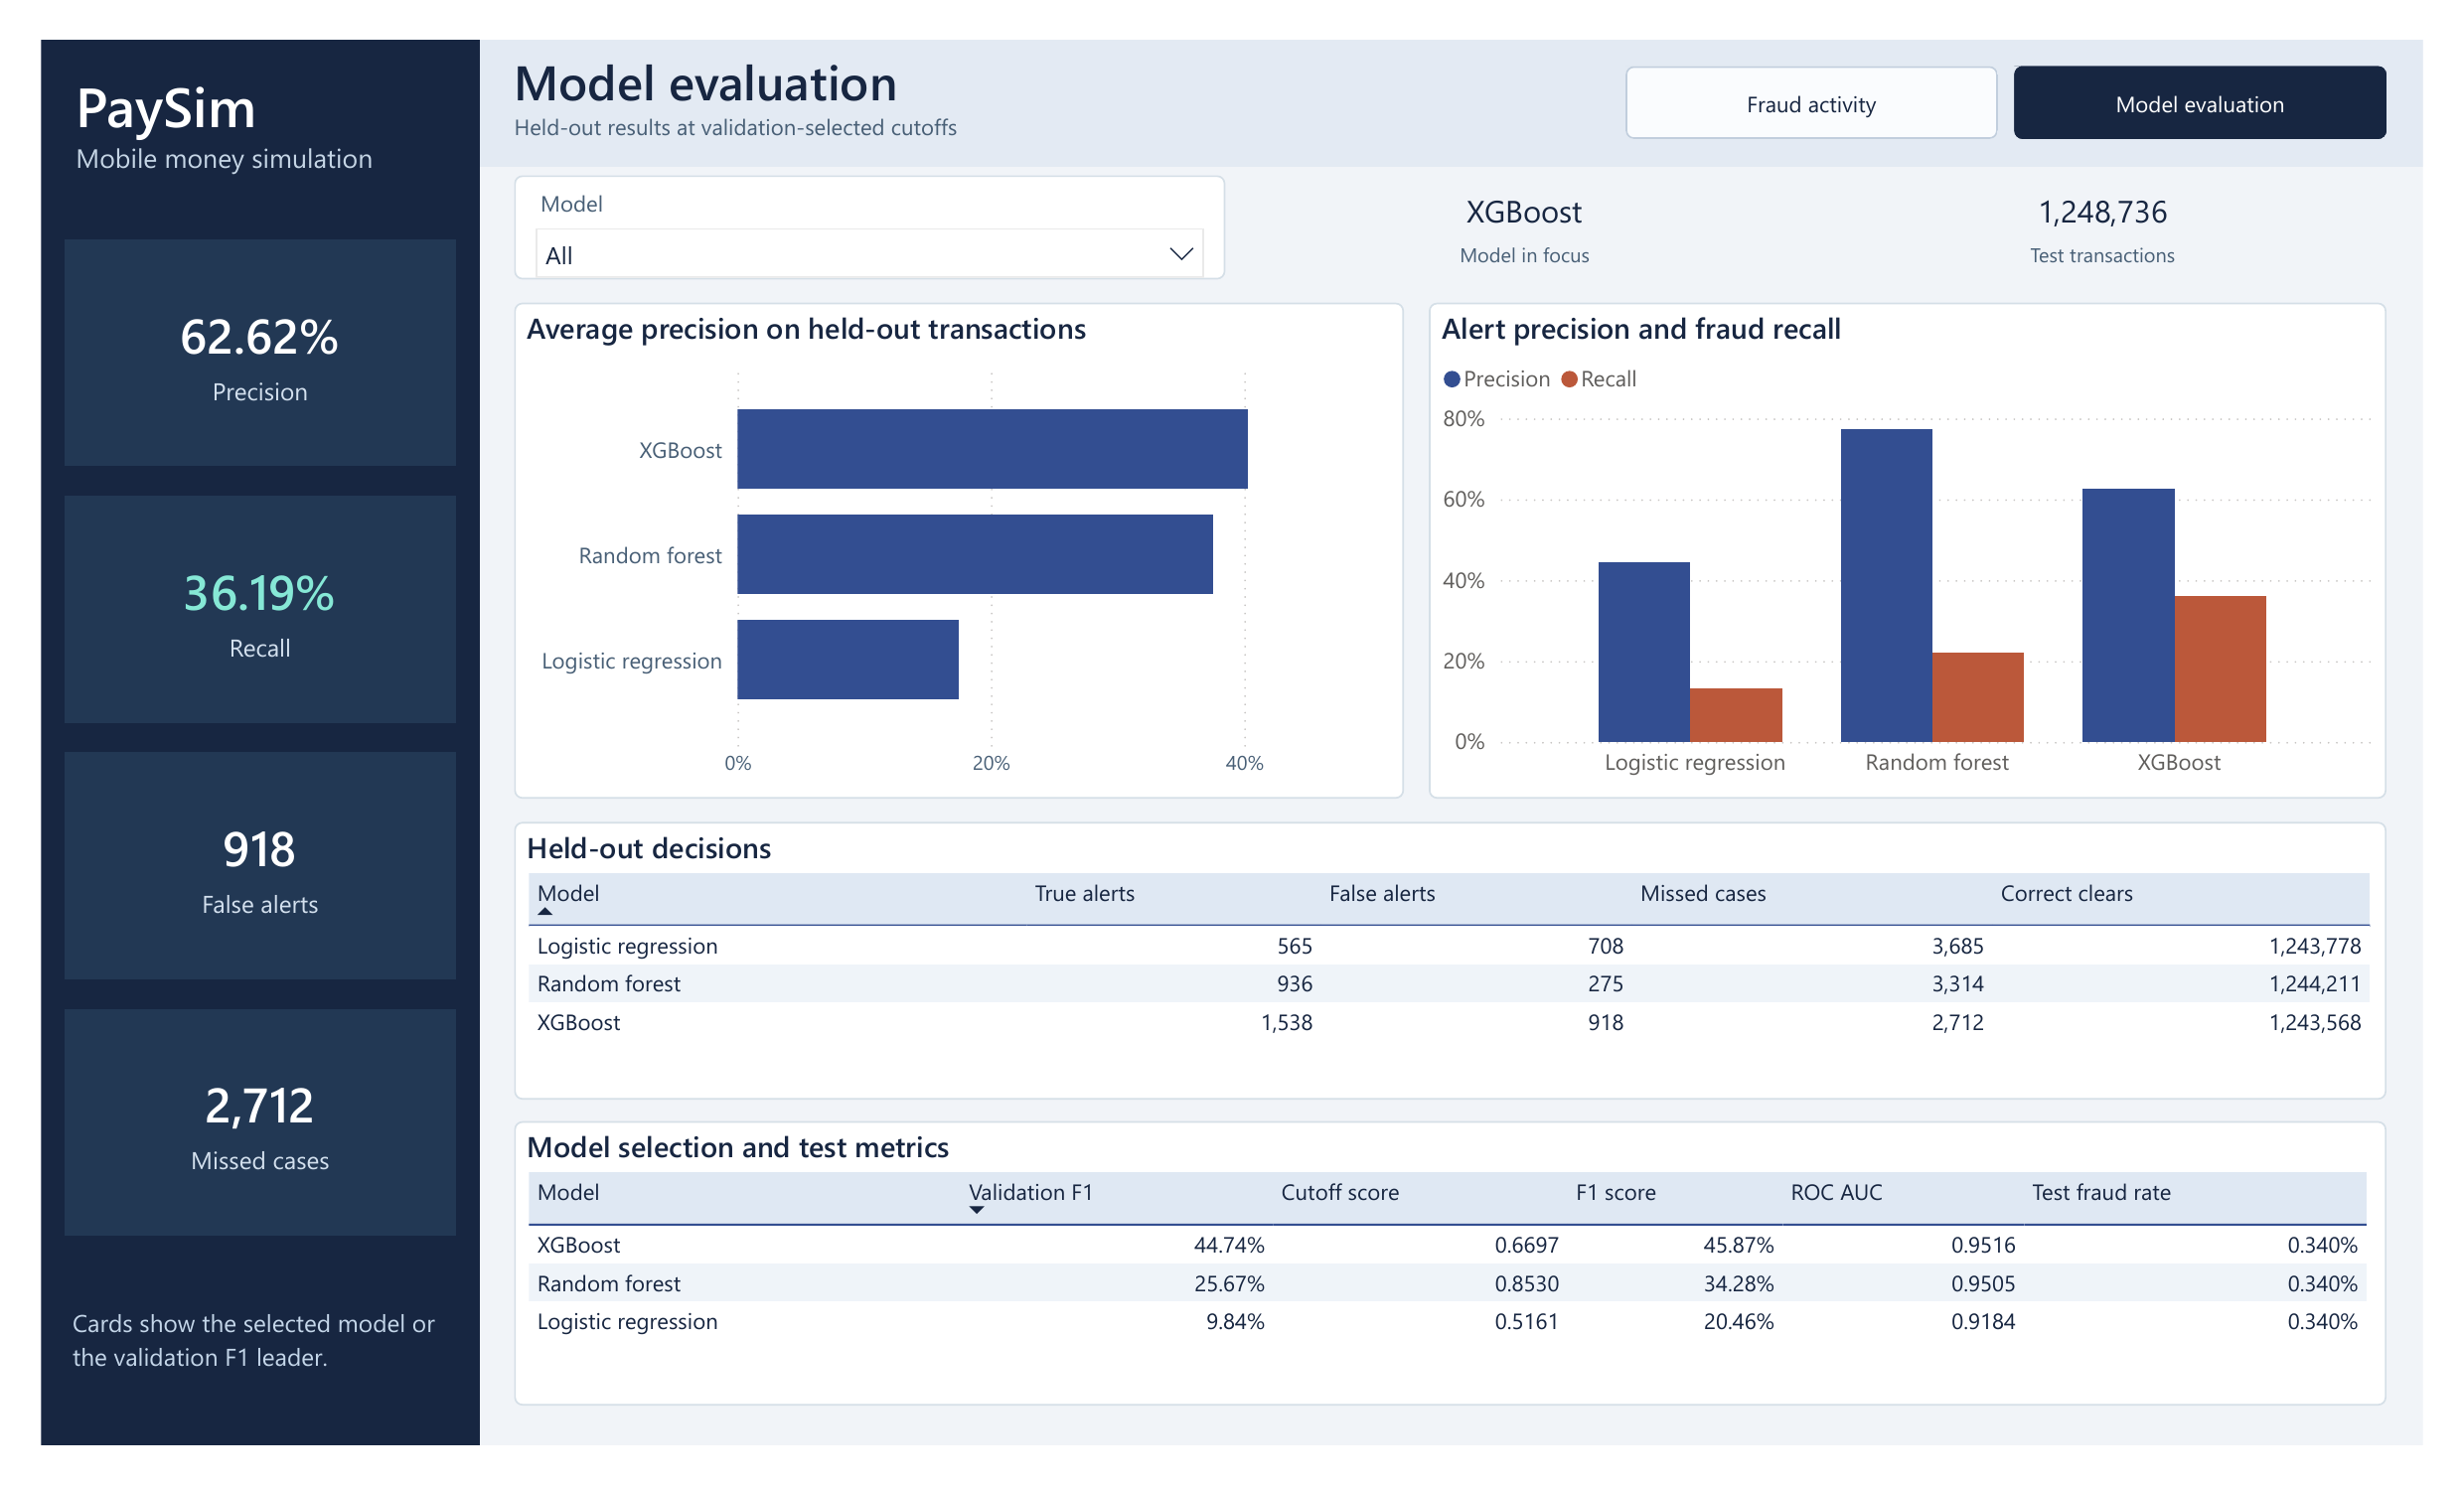 PaySim
Mobile money simulation
62.62%
Precision
36.19%
Recall
918
False alerts
2,712
Missed cases
Cards show the selected model or
the validation F1 leader.
Model evaluation
Held-out results at validation-selected cutoffs
Fraud activity
Model evaluation
Model
All
XGBoost
Model in focus
1,248,736
Test transactions
Average precision on held-out transactions
XGBoost
Random forest
Logistic regression
0% 20% 40%
Alert precision and fraud recall
Precision Recall
80%
60%
40%
20%
0%
Logistic regression Random forest XGBoost
Held-out decisions
Model True alerts False alerts Missed cases Correct clears
Logistic regression 565 708 3,685 1,243,778
Random forest 936 275 3,314 1,244,211
XGBoost 1,538 918 2,712 1,243,568
Model selection and test metrics
Model Validation F1 Cutoff score F1 score ROC AUC Test fraud rate
XGBoost 44.74% 0.6697 45.87% 0.9516 0.340%
Random forest 25.67% 0.8530 34.28% 0.9505 0.340%
Logistic regression 9.84% 0.5161 20.46% 0.9184 0.340%